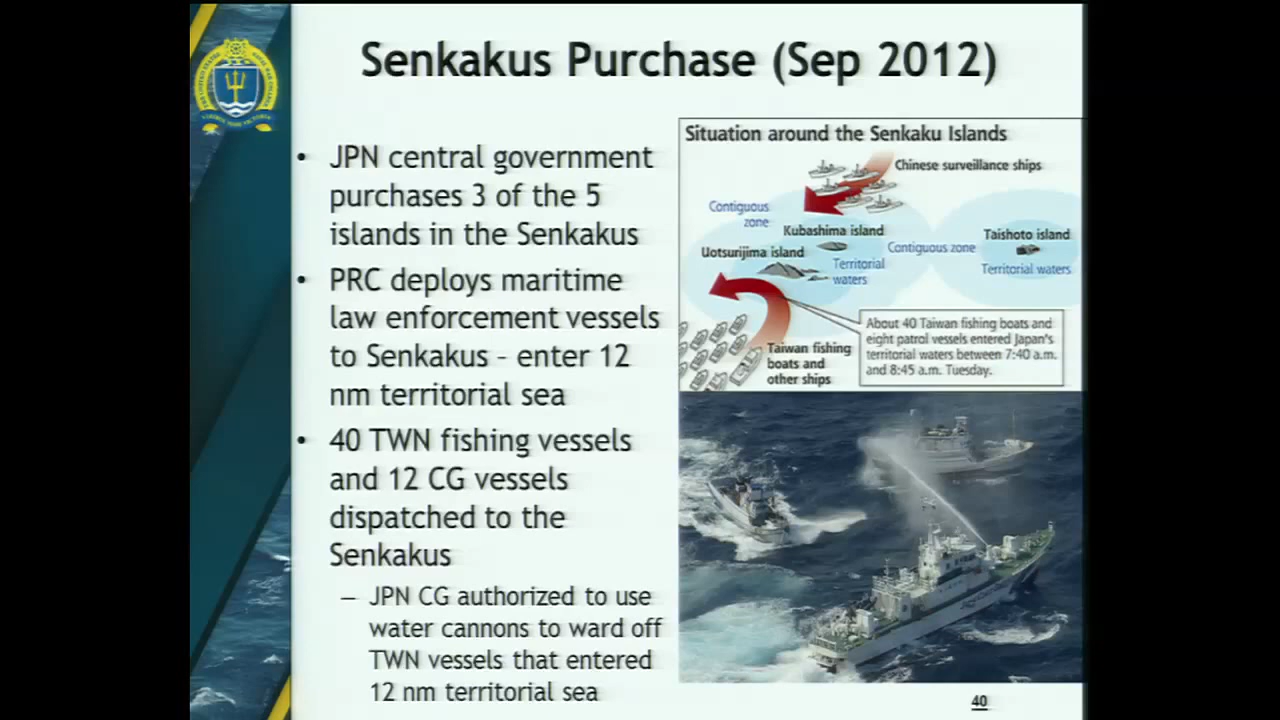 Senkakus Purchase (Sep 2012)
• JPN central government
purchases 3 of the 5
islands in the Senkakus
• PRC deploys maritime
law enforcement vessels
to Senkakus – enter 12
nm territorial sea
• 40 TWN fishing vessels
and 12 CG vessels
dispatched to the
Senkakus
– JPN CG authorized to use
water cannons to ward off
TWN vessels that entered
12 nm territorial sea
Situation around the Senkaku Islands
Chinese surveillance ships
Contiguous
zone
Kubashima island
Uotsurijima island
Territorial
waters
Contiguous zone
Taishoto island
Territorial waters
Taiwan fishing
boats and
other ships
About 40 Taiwan fishing boats and
eight patrol vessels entered Japan's
territorial waters between 7:40 a.m.
and 8:45 a.m. Tuesday.
40